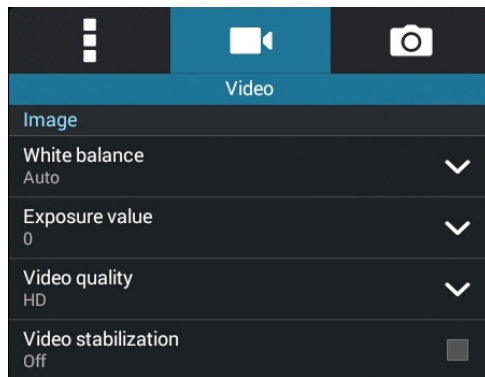 Video
Image
White balance
Auto
Exposure value
0
Video quality
HD
Video stabilization
Off